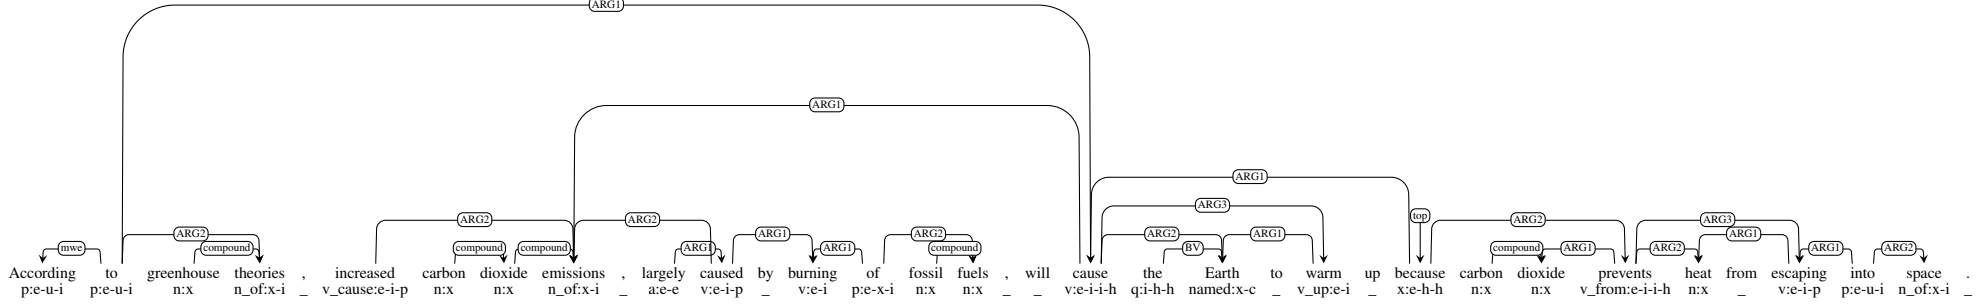 ARG1
ARG1
ARG1
ARG3
top
ARG2 ARG2 ARG2 ARG3
ARG2 ARG1 ARG2 ARG2 BV ARG1 ARG1
mwe compound compound compound ARG1 ARG1 compound compound ARG1 ARG2 ARG1 ARG2
According to greenhouse theories , increased carbon dioxide emissions , largely caused by burning of fossil fuels , will cause the Earth to warm up because carbon dioxide prevents heat from escaping into space .
p:e-u-i p:e-u-i n:x n_of:x-i _ v_cause:e-i-p n:x n:x n_of:x-i _ a:e-e v:e-i-p _ v:e-i p:e-x-i n:x n:x _ _ v:e-i-i-h q:i-h-h named:x-c _ v_up:e-i _ x:e-h-h n:x n:x v_from:e-i-i-h n:x _ v:e-i-p p:e-u-i n_of:x-i _